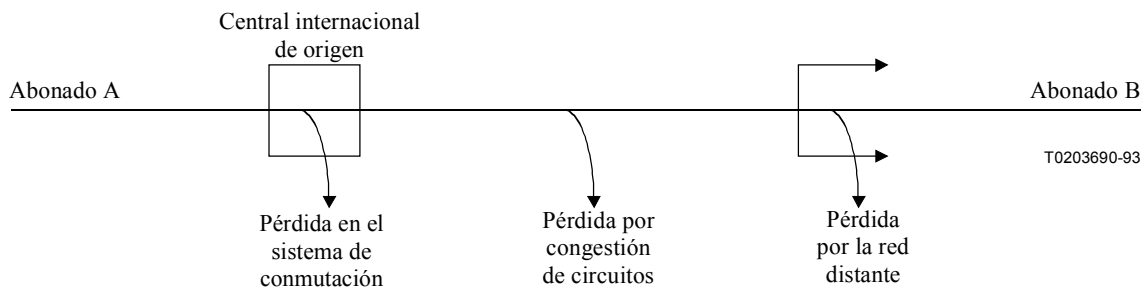 Central internacional
de origen
Abonado A
Abonado B
T0203690-93
Pérdida en el
sistema de
conmutación
Pérdida por
congestión
de circuitos
Pérdida
por la red
distante